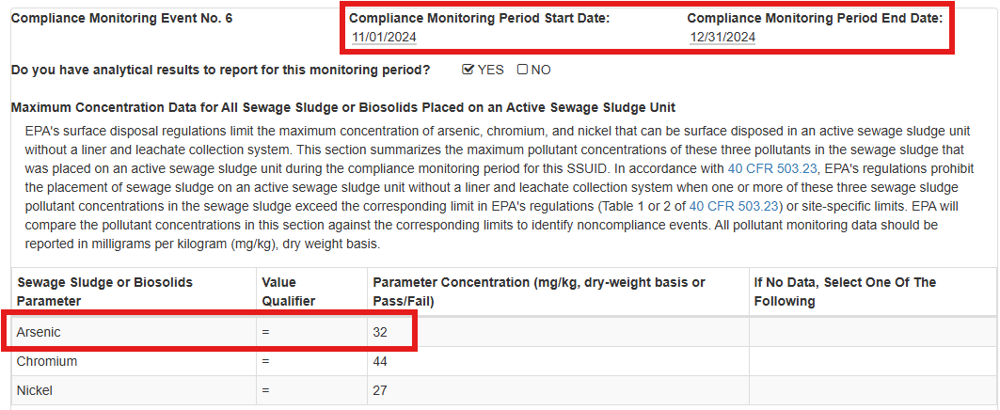 Compliance Monitoring Event No. 6
Compliance Monitoring Period Start Date:
11/01/2024
Compliance Monitoring Period End Date:
12/31/2024
Do you have analytical results to report for this monitoring period? YES NO
Maximum Concentration Data for All Sewage Sludge or Biosolids Placed on an Active Sewage Sludge Unit
EPA's surface disposal regulations limit the maximum concentration of arsenic, chromium, and nickel that can be surface disposed in an active sewage sludge unit
without a liner and leachate collection system. This section summarizes the maximum pollutant concentrations of these three pollutants in the sewage sludge that
was placed on an active sewage sludge unit during the compliance monitoring period for this SSUID. In accordance with 40 CFR 503.23, EPA's regulations prohibit
the placement of sewage sludge on an active sewage sludge unit without a liner and leachate collection system when one or more of these three sewage sludge
pollutant concentrations in the sewage sludge exceed the corresponding limit in EPA's regulations (Table 1 or 2 of 40 CFR 503.23) or site-specific limits. EPA will
compare the pollutant concentrations in this section against the corresponding limits to identify noncompliance events. All pollutant monitoring data should be
reported in milligrams per kilogram (mg/kg), dry weight basis.
Sewage Sludge or Biosolids
Parameter
Value
Qualifier
Parameter Concentration (mg/kg, dry-weight basis or
Pass/Fail)
If No Data, Select One Of The
Following
Arsenic = 32
Chromium = 44
Nickel = 27